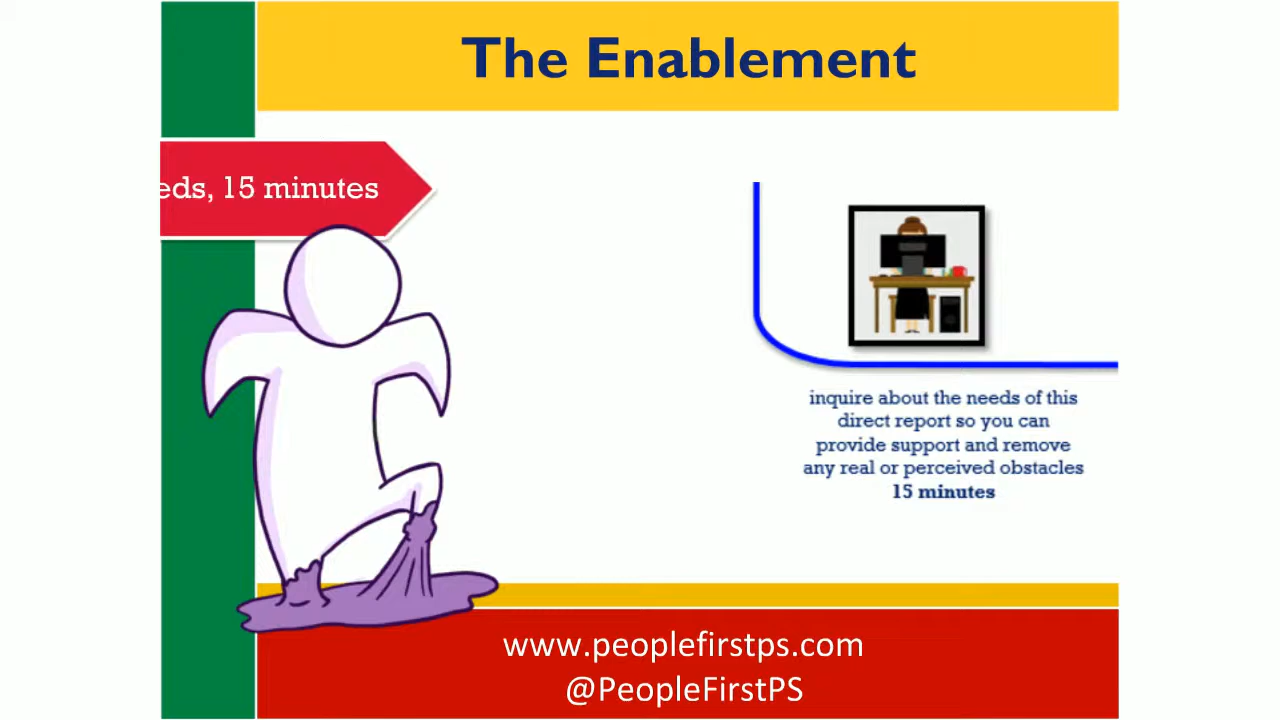 The Enablement
eds, 15 minutes
inquire about the needs of this
direct report so you can
provide support and remove
any real or perceived obstacles
15 minutes
www.peoplefirstps.com
@PeopleFirstPS